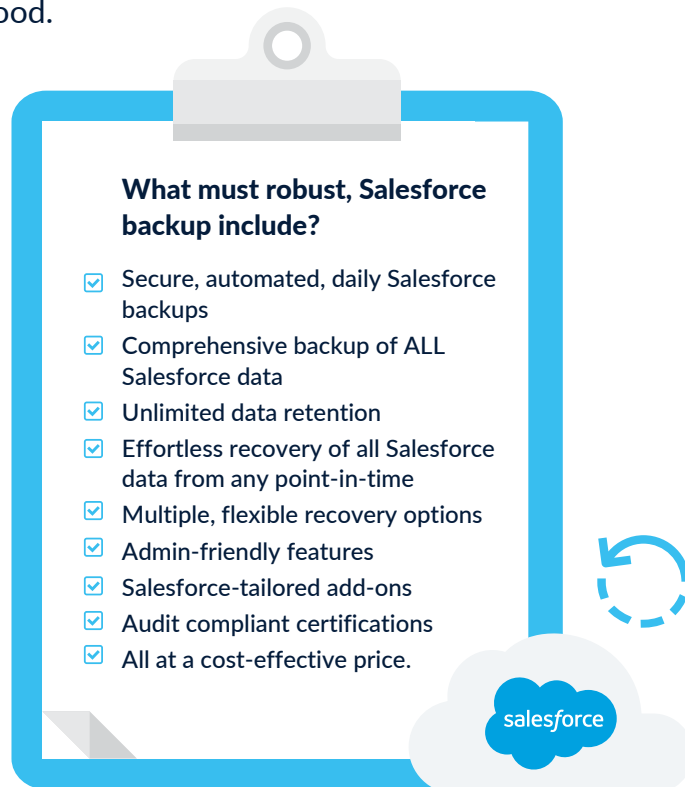 ood.
What must robust, Salesforce
backup include?
Secure, automated, daily Salesforce
backups
Comprehensive backup of ALL
Salesforce data
Unlimited data retention
Effortless recovery of all Salesforce
data from any point-in-time
Multiple, flexible recovery options
Admin-friendly features
Salesforce-tailored add-ons
Audit compliant certifications
All at a cost-effective price.
salesforce